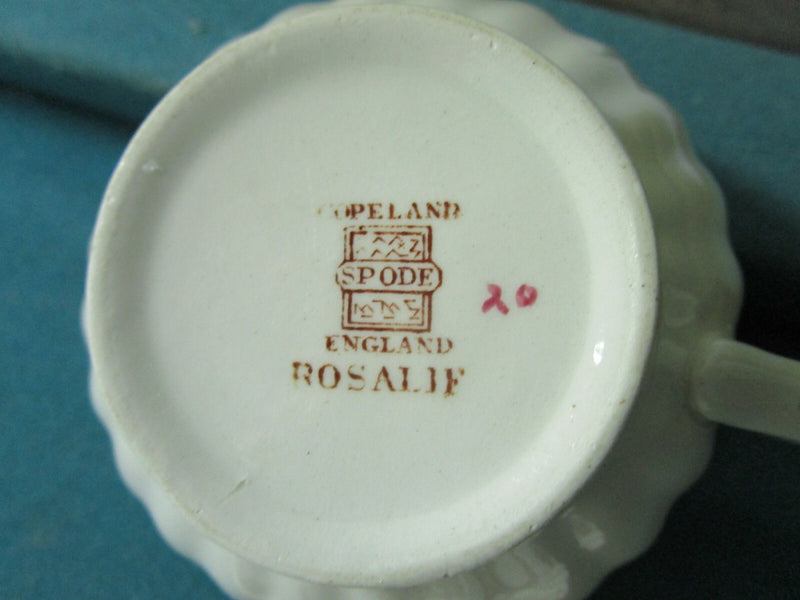 COPELAND
SPODE
ENGLAND
ROSALIE
20